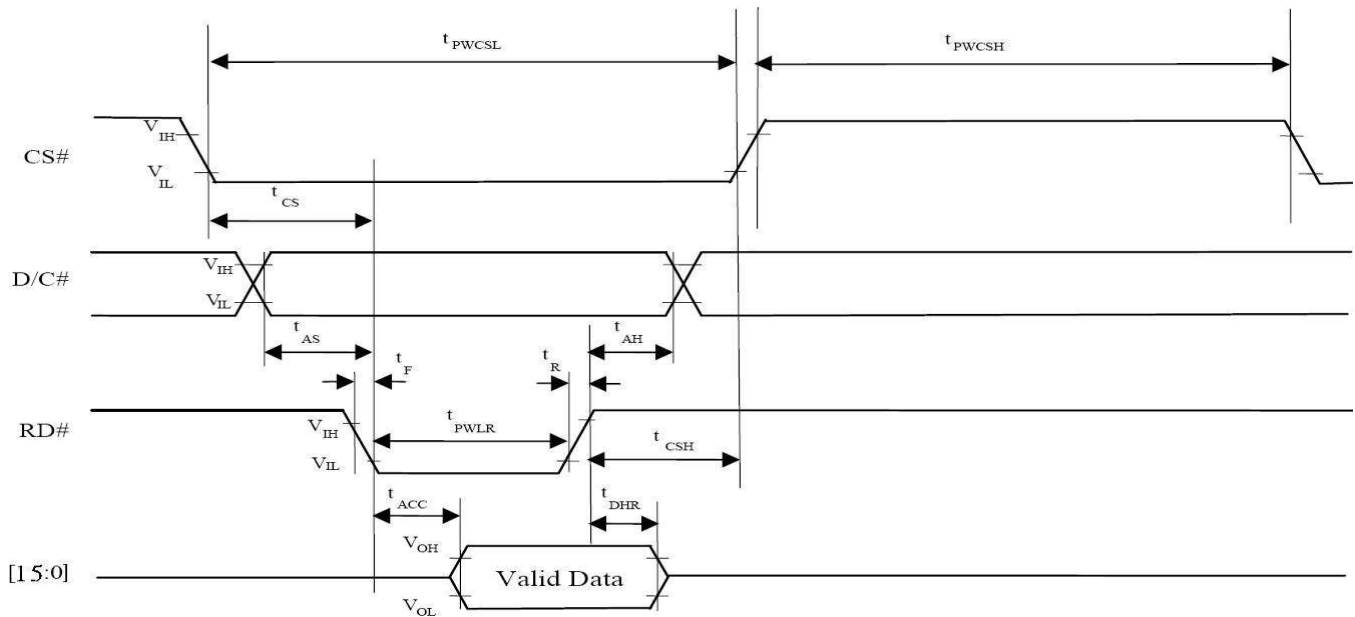 t PWCSL
t PWCSH
CS#
V IH
V IL
t CS
D/C#
V IH
V IL
t AS
t AH
t F
t R
RD#
V IH
V IL
t PWLR
t CSH
t ACC
t DHR
[15:0]
V OH
Valid Data
V OL